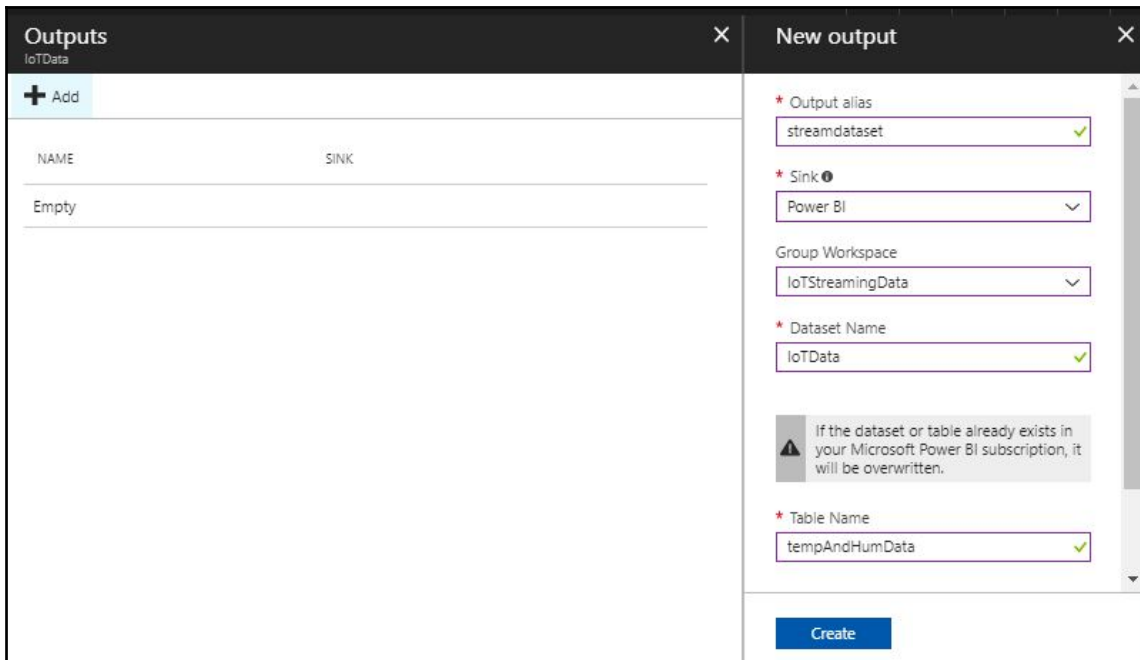 Outputs
IoTData
Add
NAME SINK
Empty
New output
* Output alias
streamdataset
* Sink
Power BI
Group Workspace
IoTStreamingData
* Dataset Name
IoTData
If the dataset or table already exists in
your Microsoft Power BI subscription, it
will be overwritten.
* Table Name
tempAndHumData
Create